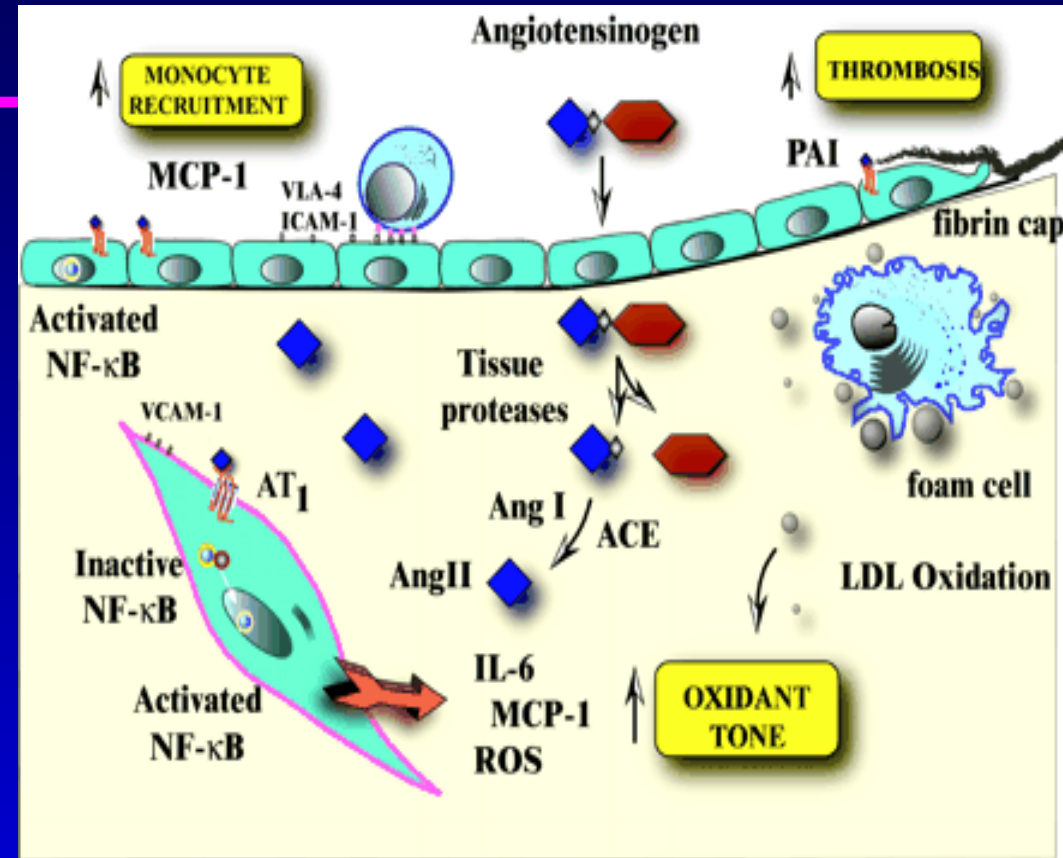 Angiotensinogen
MONOCYTE
RECRUITMENT
THROMBOSIS
MCP-1
VLA-4
ICAM-1
PAI
fibrin cap
Activated
NF-κB
Tissue
proteases
VCAM-1
AT1
foam cell
Ang I
ACE
Inactive
NF-κB
AngII
LDL Oxidation
IL-6
MCP-1
ROS
OXIDANT
TONE
Activated
NF-κB